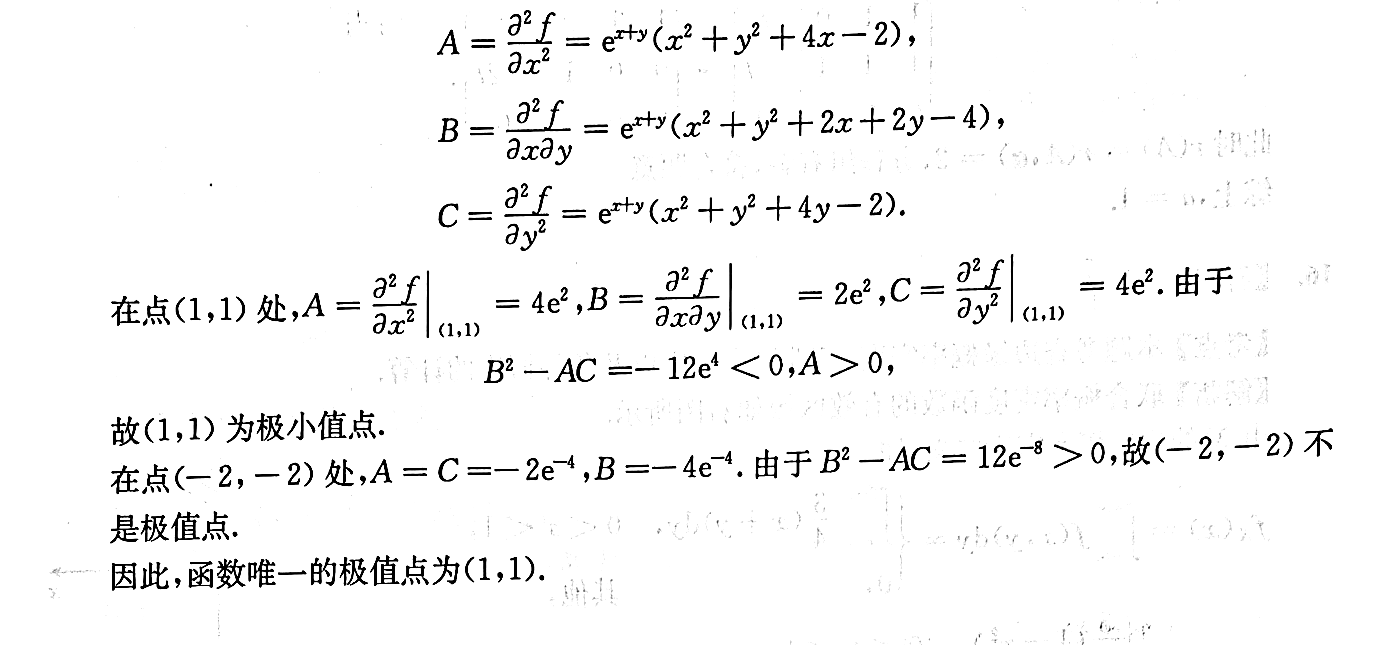 A = ∂²f/∂x² = e^{x+y}(x² + y² + 4x − 2),
B = ∂²f/∂x∂y = e^{x+y}(x² + y² + 2x + 2y − 4),
C = ∂²f/∂y² = e^{x+y}(x² + y² + 4y − 2).
在点(1,1) 处,A = ∂²f/∂x²|_{(1,1)} = 4e²,B = ∂²f/∂x∂y|_{(1,1)} = 2e²,C = ∂²f/∂y²|_{(1,1)} = 4e². 由于
B² − AC = − 12e⁴ < 0,A > 0,
故(1,1) 为极小值点.
在点(− 2, − 2) 处,A = C = − 2e⁻⁴,B = − 4e⁻⁴. 由于 B² − AC = 12e⁻⁸ > 0,故(− 2, − 2) 不
是极值点.
因此,函数唯一的极值点为(1,1).